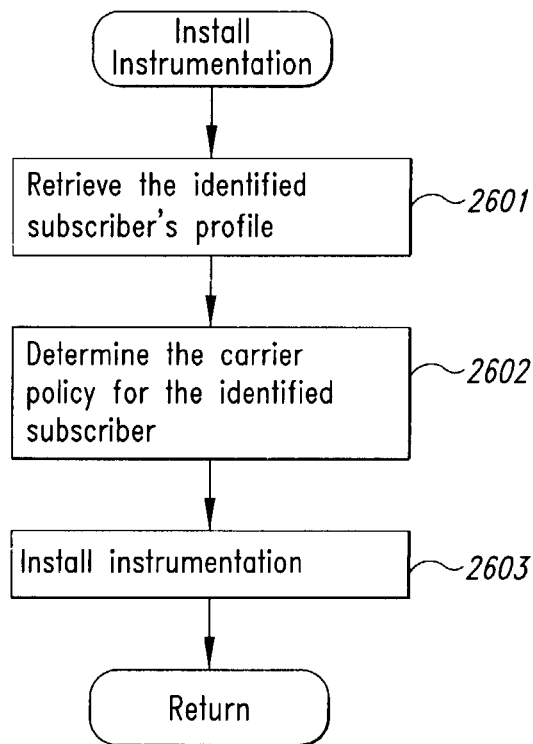 Install
Instrumentation
Retrieve the identified
subscriber's profile
2601
Determine the carrier
policy for the identified
subscriber
2602
Install instrumentation
2603
Return